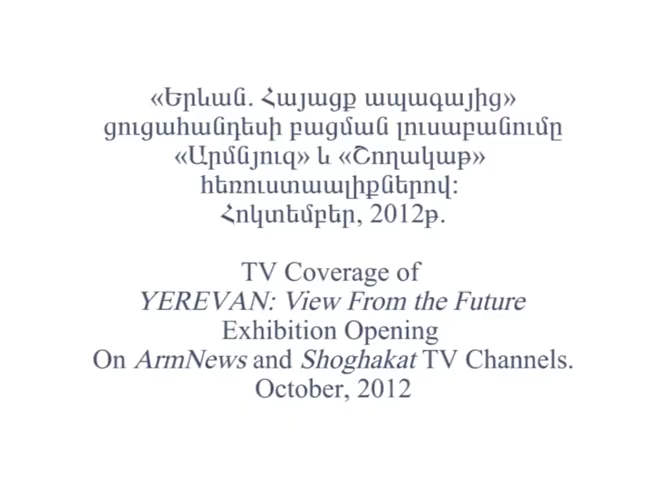 «Երևան. Հայացք ապագայից»
ցուցահանդեսի բացման լուսաբանումը
«Արմնյուզ» և «Շողակաթ»
հեռուստաալիքներով:
Հոկտեմբեր, 2012թ.
TV Coverage of
YEREVAN: View From the Future
Exhibition Opening
On ArmNews and Shoghakat TV Channels.
October, 2012